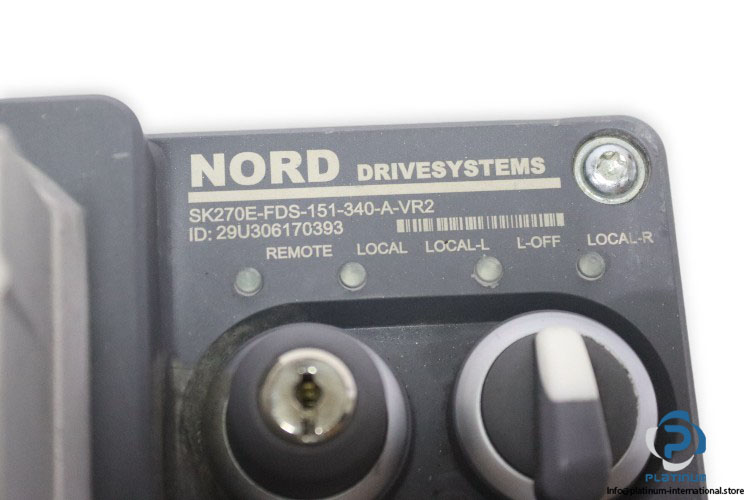 NORD DRIVESYSTEMS
SK270E-FDS-151-340-A-VR2
ID: 29U306170393
REMOTE LOCAL LOCAL-L L-OFF LOCAL-R
PLATINUM
Info@platinum-international.store